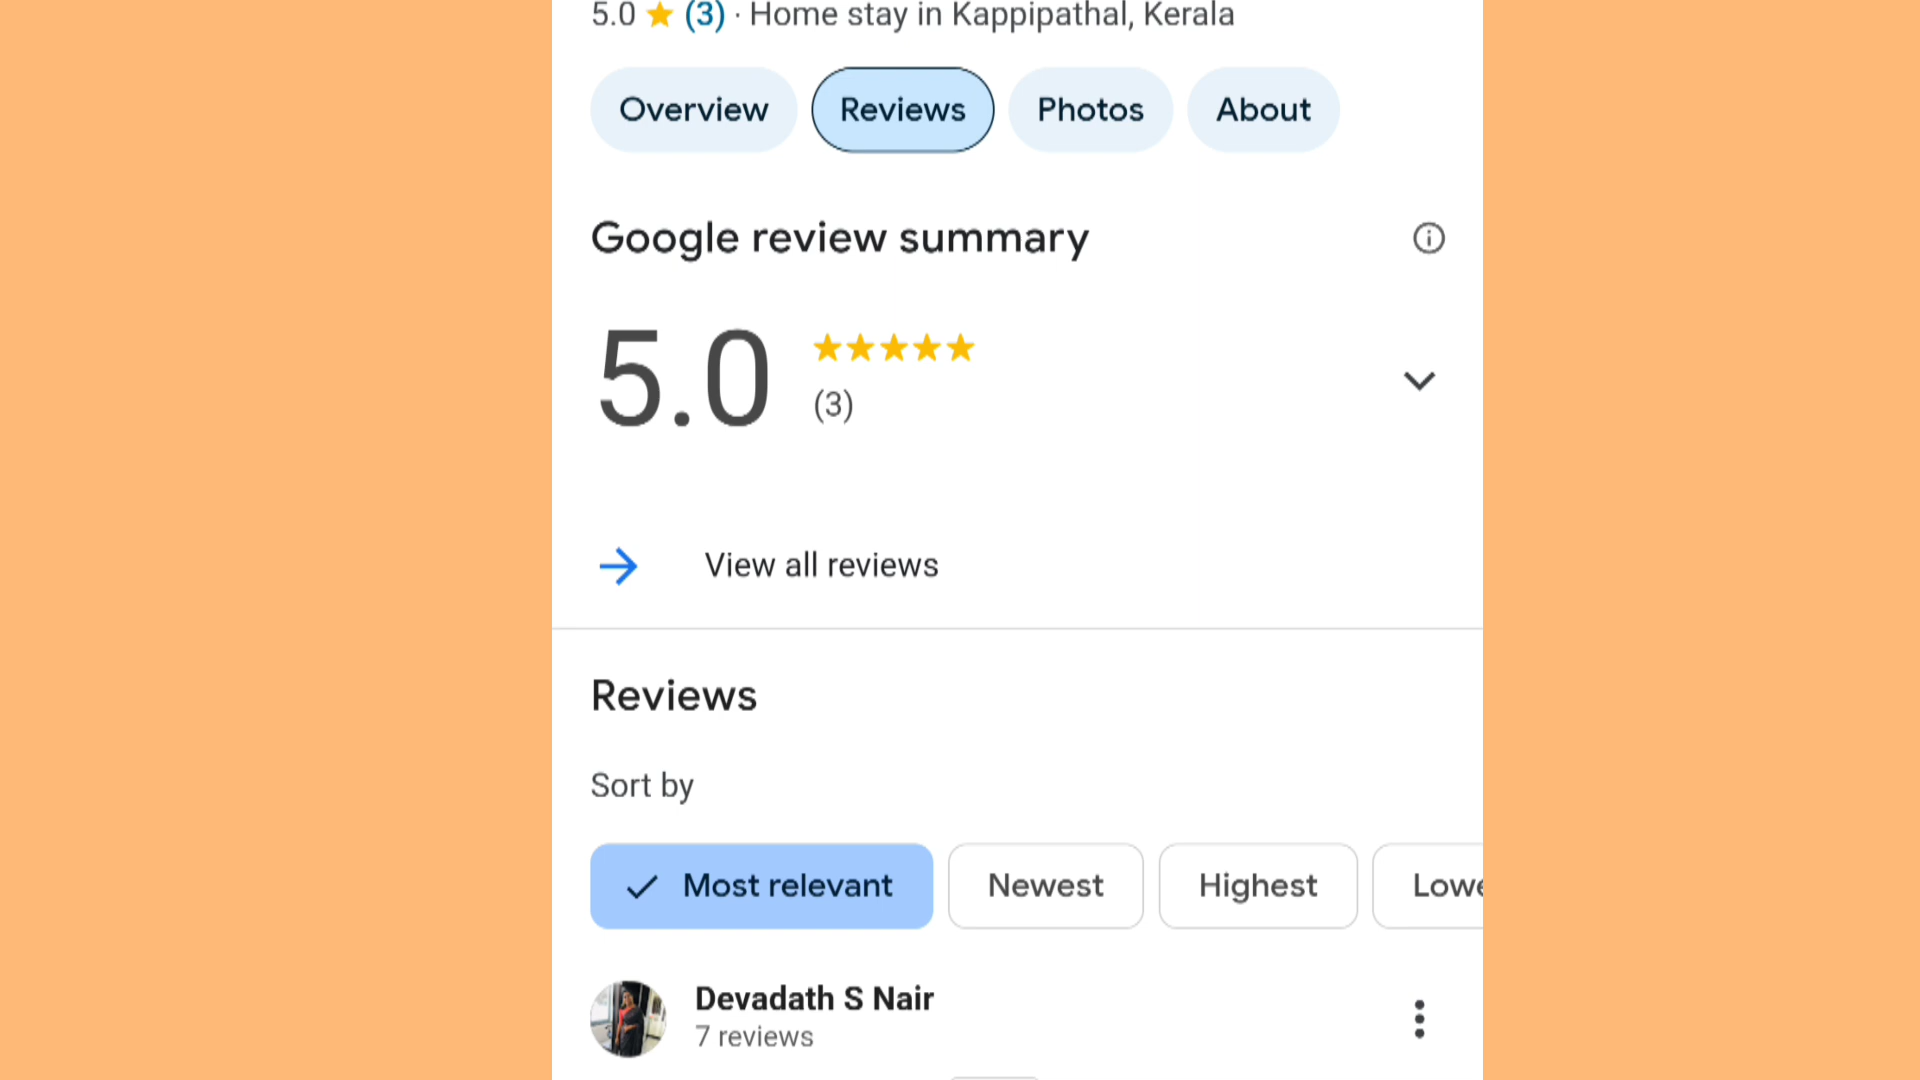 5.0 ★ (3) · Home stay in Kappipathal, Kerala
Overview Reviews Photos About
Google review summary
5.0
(3)
View all reviews
Reviews
Sort by
Most relevant Newest Highest Lowe
Devadath S Nair
7 reviews